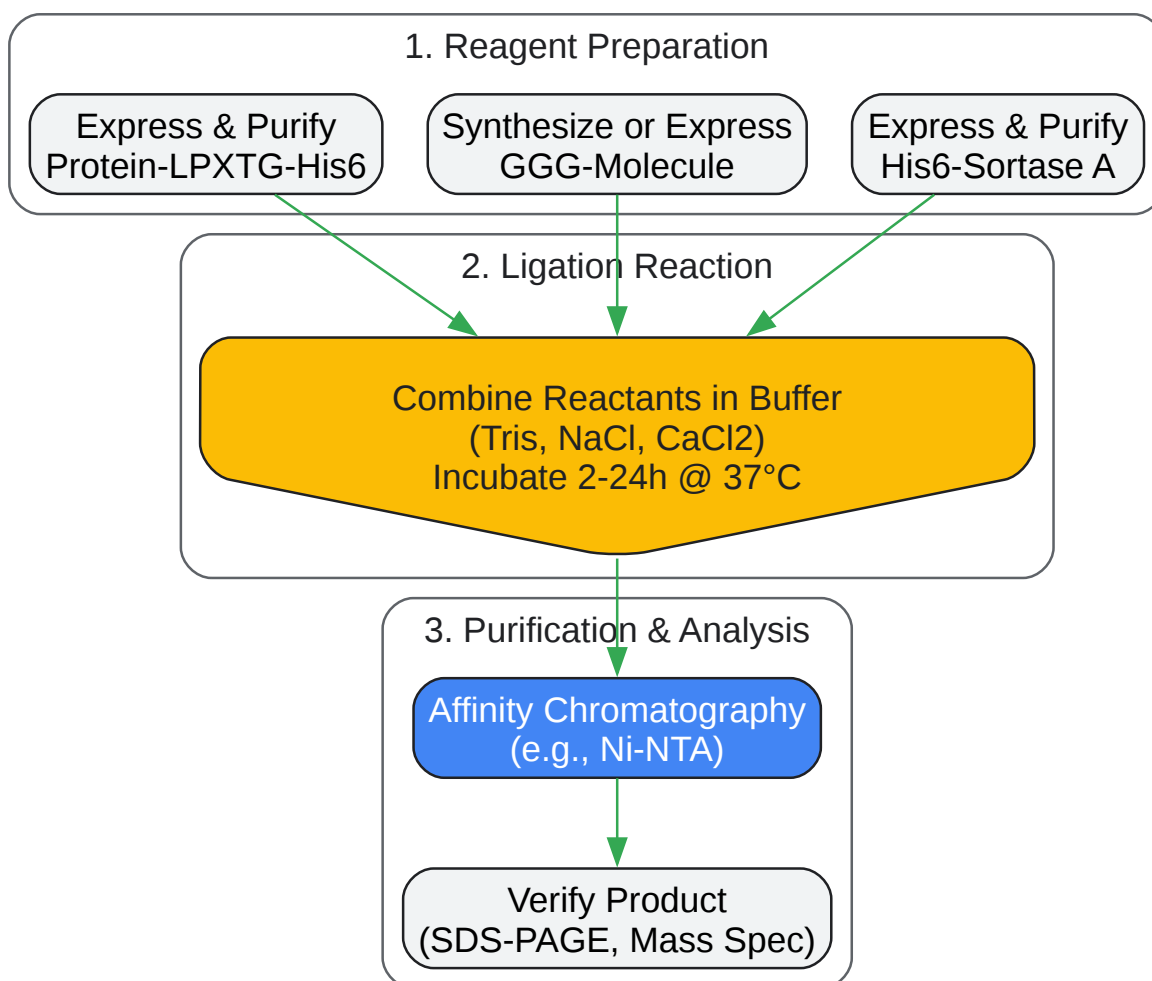 1. Reagent Preparation
Express & Purify
Protein-LPXTG-His6
Synthesize or Express
GGG-Molecule
Express & Purify
His6-Sortase A
2. Ligation Reaction
Combine Reactants in Buffer
(Tris, NaCl, CaCl2)
Incubate 2-24h @ 37°C
3. Purification & Analysis
Affinity Chromatography
(e.g., Ni-NTA)
Verify Product
(SDS-PAGE, Mass Spec)